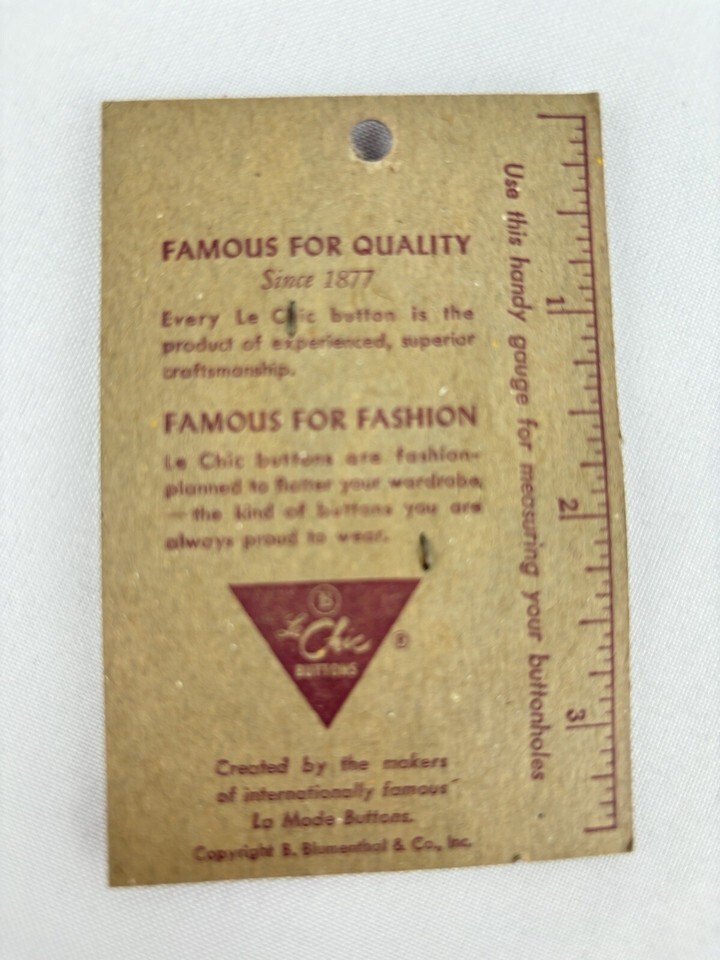 FAMOUS FOR QUALITY
Since 1877
Every Le Chic button is the
product of experienced, superior
craftsmanship.
FAMOUS FOR FASHION
Le Chic buttons are fashion-
planned to flatter your wardrobe,
— the kind of buttons you are
always proud to wear.
B
Le Chic ®
BUTTONS
Created by the makers
of internationally famous
La Mode Buttons.
Copyright B. Blumenthal & Co., Inc.
Use this handy gauge for measuring your buttonholes
1
2
3